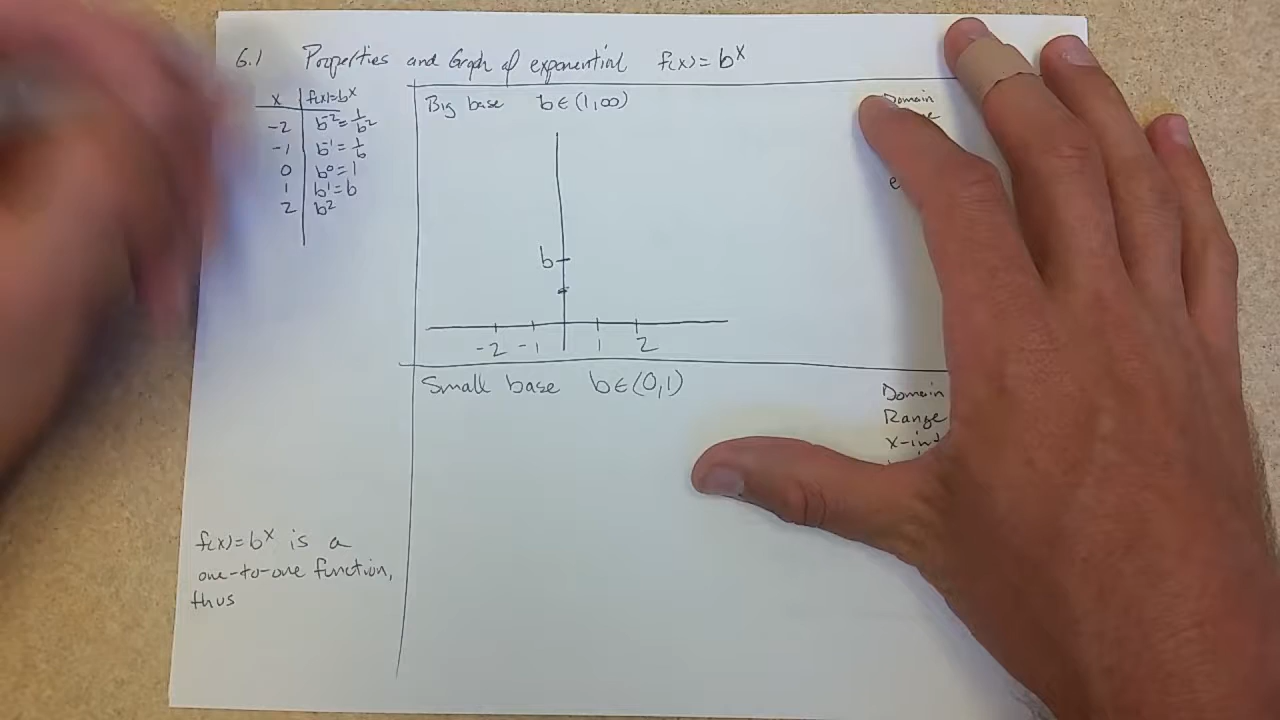 6.1 Properties and Graph of exponential f(x)=b^x
x f(x)=b^x
-2 b^-2=1/b^2
-1 b^-1=1/b
0 b^0=1
1 b^1=b
2 b^2
Big base b∈(1,∞)
b
-2 -1 1 2
Domain
Small base b∈(0,1)
Domain
Range
x-int
f(x)=b^x is a
one-to-one function,
thus